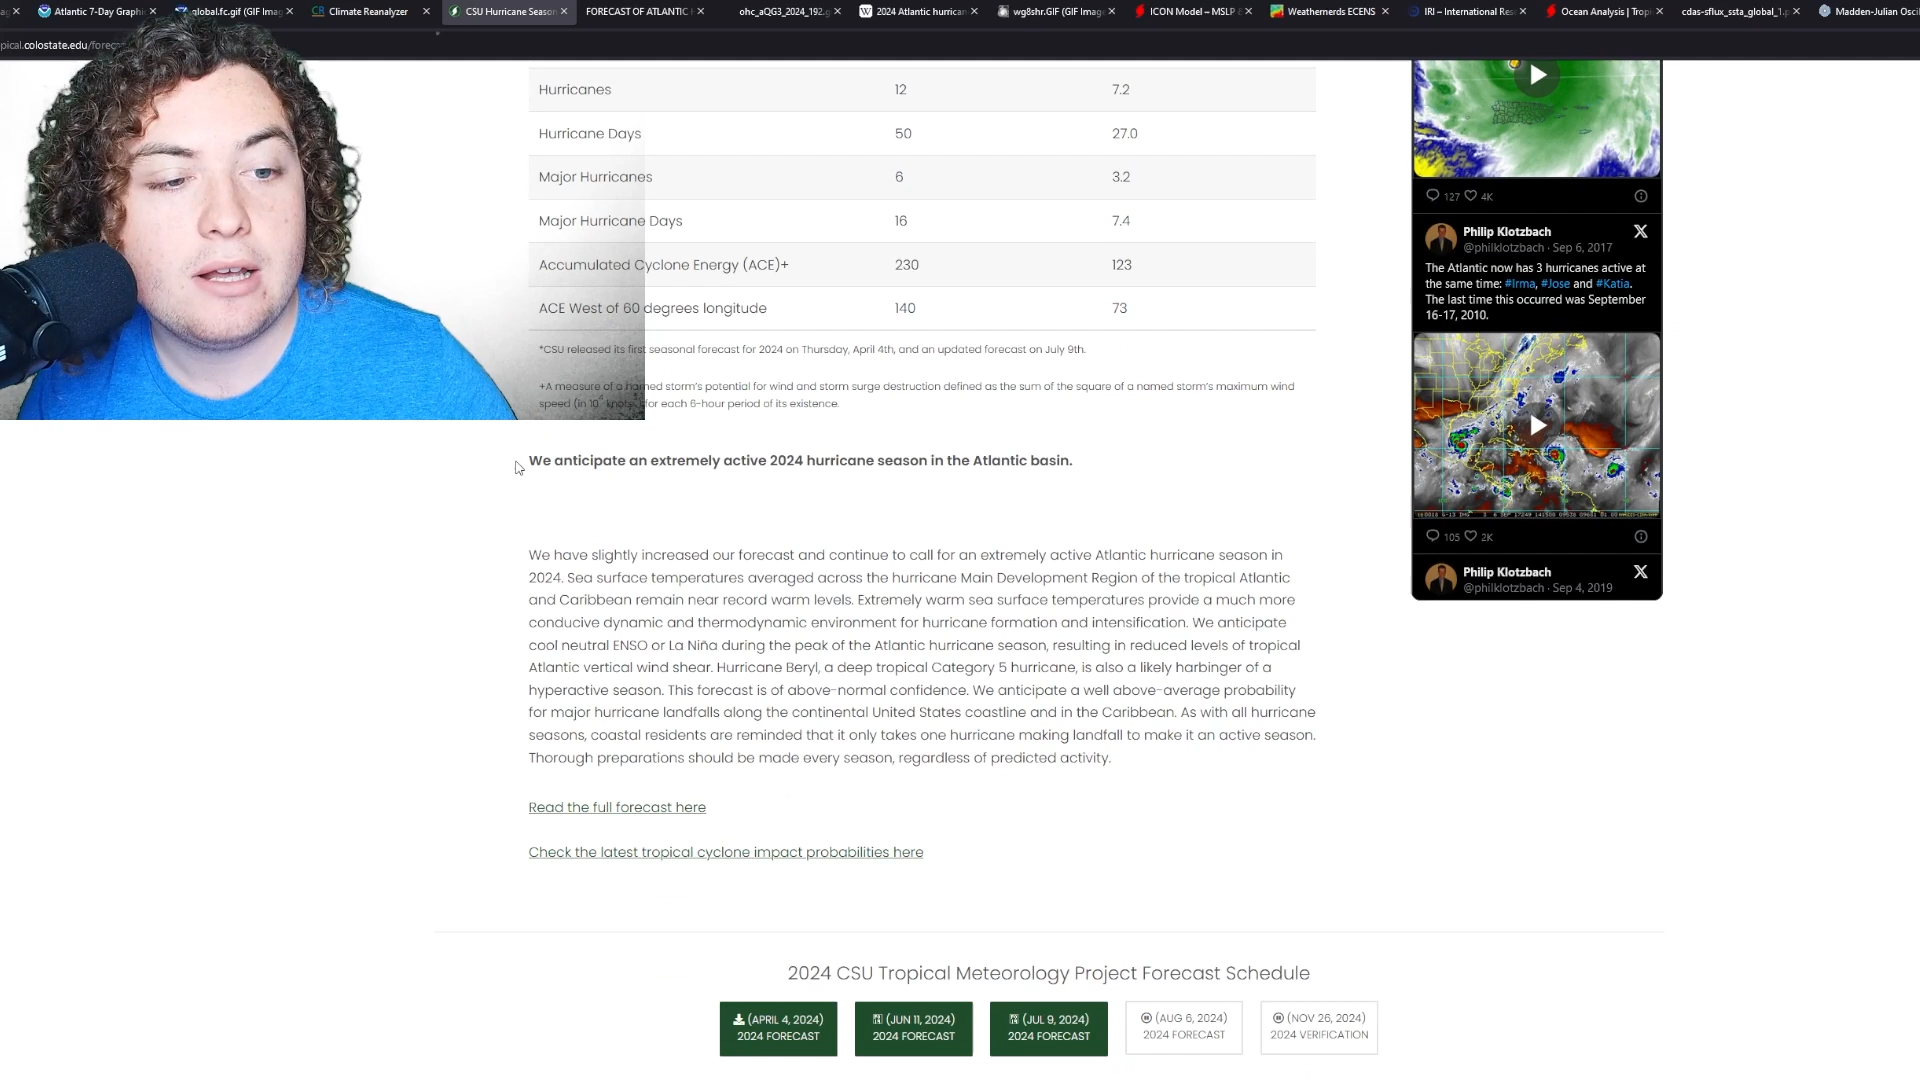 Atlantic 7-Day Graphi
global.fc.gif (GIF Imag
Climate Reanalyzer
CSU Hurricane Season
FORECAST OF ATLANTIC
ohc_aQG3_2024_192.g
2024 Atlantic hurrican
wg8shr.GIF (GIF Image
ICON Model – MSLP &
Weathernerds ECENS
IRI – International Res
Ocean Analysis | Trop
cdas-sflux_ssta_global_1.p
Madden-Julian Osci
pical.colostate.edu/foreca
Hurricanes 12 7.2
Hurricane Days 50 27.0
Major Hurricanes 6 3.2
Major Hurricane Days 16 7.4
Accumulated Cyclone Energy (ACE)+ 230 123
ACE West of 60 degrees longitude 140 73
*CSU released its first seasonal forecast for 2024 on Thursday, April 4th, and an updated forecast on July 9th.
+A measure of a named storm's potential for wind and storm surge destruction defined as the sum of the square of a named storm's maximum wind
speed (in 10⁴ knots²) for each 6-hour period of its existence.
We anticipate an extremely active 2024 hurricane season in the Atlantic basin.
We have slightly increased our forecast and continue to call for an extremely active Atlantic hurricane season in
2024. Sea surface temperatures averaged across the hurricane Main Development Region of the tropical Atlantic
and Caribbean remain near record warm levels. Extremely warm sea surface temperatures provide a much more
conducive dynamic and thermodynamic environment for hurricane formation and intensification. We anticipate
cool neutral ENSO or La Niña during the peak of the Atlantic hurricane season, resulting in reduced levels of tropical
Atlantic vertical wind shear. Hurricane Beryl, a deep tropical Category 5 hurricane, is also a likely harbinger of a
hyperactive season. This forecast is of above-normal confidence. We anticipate a well above-average probability
for major hurricane landfalls along the continental United States coastline and in the Caribbean. As with all hurricane
seasons, coastal residents are reminded that it only takes one hurricane making landfall to make it an active season.
Thorough preparations should be made every season, regardless of predicted activity.
Read the full forecast here
Check the latest tropical cyclone impact probabilities here
127 4K
Philip Klotzbach
@philklotzbach · Sep 6, 2017
The Atlantic now has 3 hurricanes active at
the same time: #Irma, #Jose and #Katia.
The last time this occurred was September
16-17, 2010.
105 2K
Philip Klotzbach
@philklotzbach · Sep 4, 2019
2024 CSU Tropical Meteorology Project Forecast Schedule
(APRIL 4, 2024)
2024 FORECAST
(JUN 11, 2024)
2024 FORECAST
(JUL 9, 2024)
2024 FORECAST
(AUG 6, 2024)
2024 FORECAST
(NOV 26, 2024)
2024 VERIFICATION